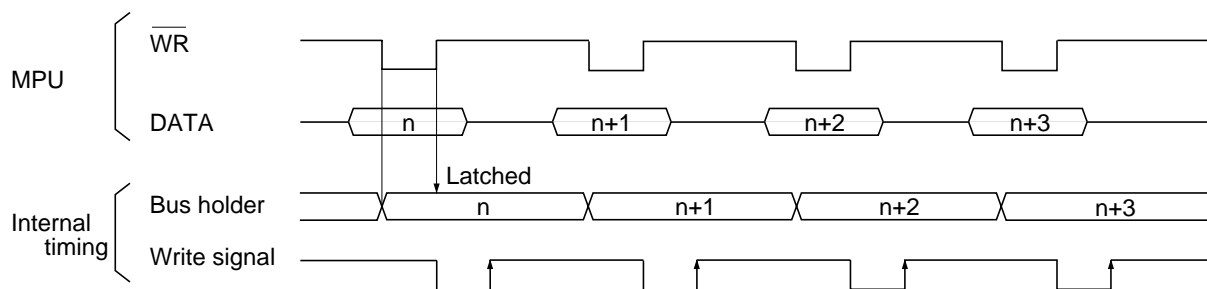 WR
MPU
DATA
n
n+1
n+2
n+3
Latched
Bus holder
n
n+1
n+2
n+3
Internal
timing
Write signal